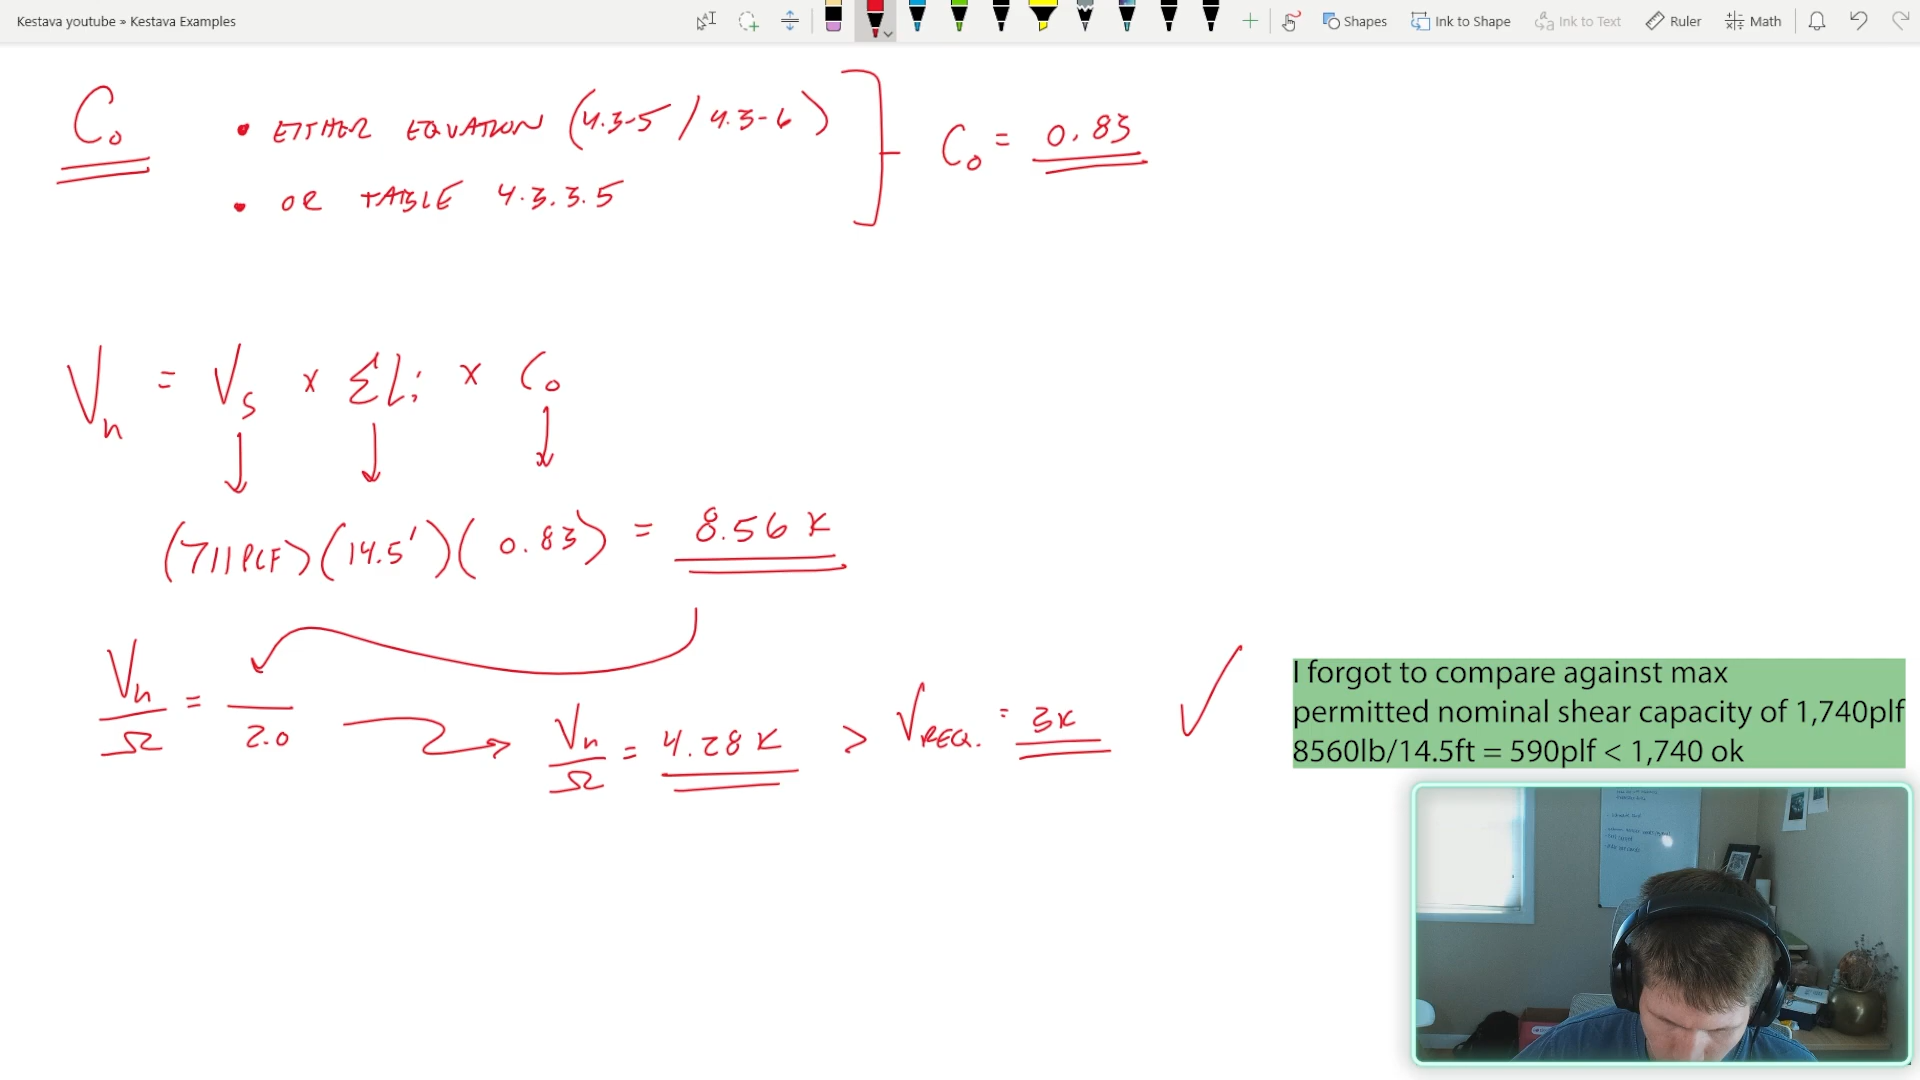 Kestava youtube » Kestava Examples
Shapes Ink to Shape Ink to Text Ruler Math
C₀
• EITHER EQUATION (4.3-5 / 4.3-6)
C₀ = 0.83
• OR TABLE 4.3.3.5
Vn = Vs x ΣLi x C₀
(711 PLF)(14.5')(0.83) = 8.56 K
Vn/Ω = /2.0
Vn/Ω = 4.28 K > VREQ. = 3K ✓
I forgot to compare against max
permitted nominal shear capacity of 1,740plf
8560lb/14.5ft = 590plf < 1,740 ok